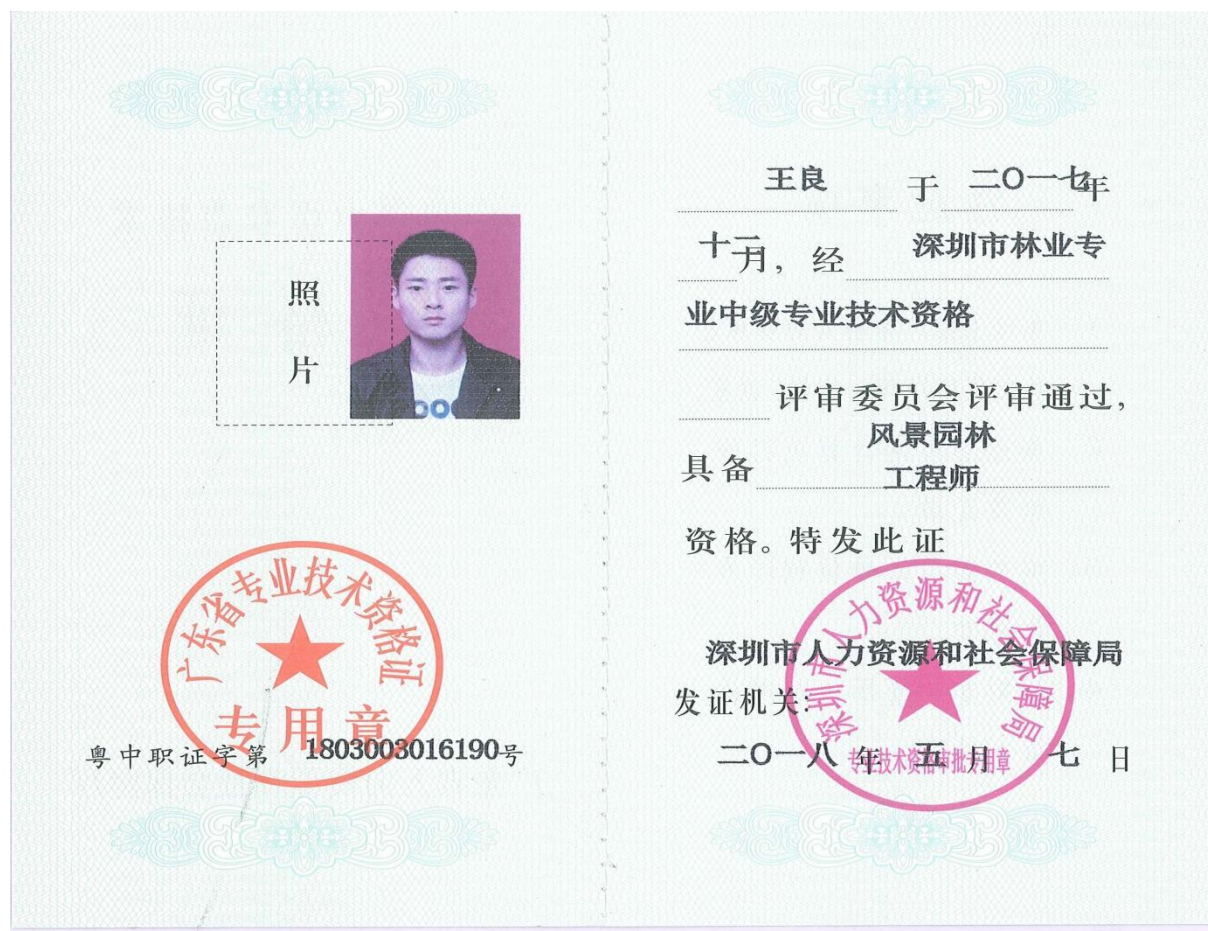 照
片
广东省专业技术资格证
专用章
粤中职证字第 1803003016190号
王良 于 二〇一七年
十二月，经 深圳市林业专
业中级专业技术资格
评审委员会评审通过，
风景园林
具备 工程师
资格。特发此证
深圳市人力资源和社会保障局
深圳市人力资源和社会保障局
发证机关：
二〇一八 年 五 月 七 日
专业技术资格审批专用章